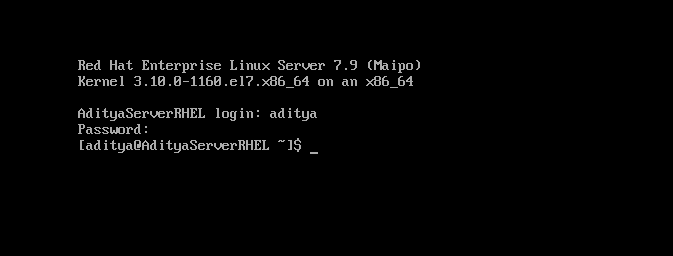 Red Hat Enterprise Linux Server 7.9 (Maipo)
Kernel 3.10.0-1160.el7.x86_64 on an x86_64
AdityaServerRHEL login: aditya
Password:
[aditya@AdityaServerRHEL ~]$ _